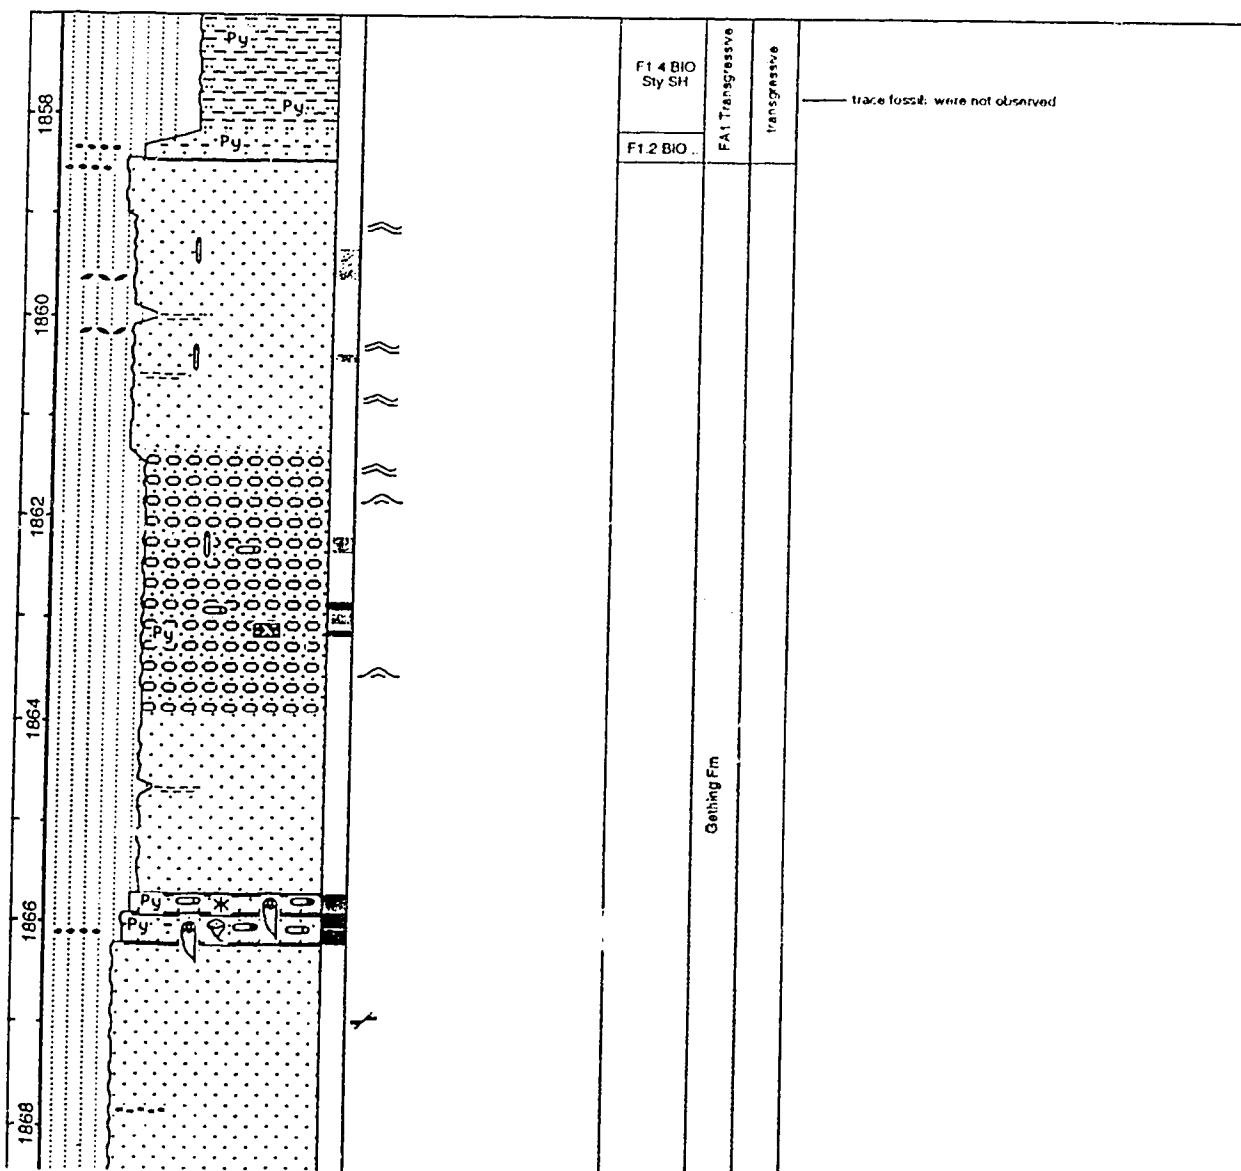 Py
Py
Py
1858
1860
1862
1864
1866
1868
Py
Py
Py
F1.4 BIO
Sty SH
F1.2 BIO ..
FA1 Transgressive
transgressive
trace fossils were not observed
Gething Fm